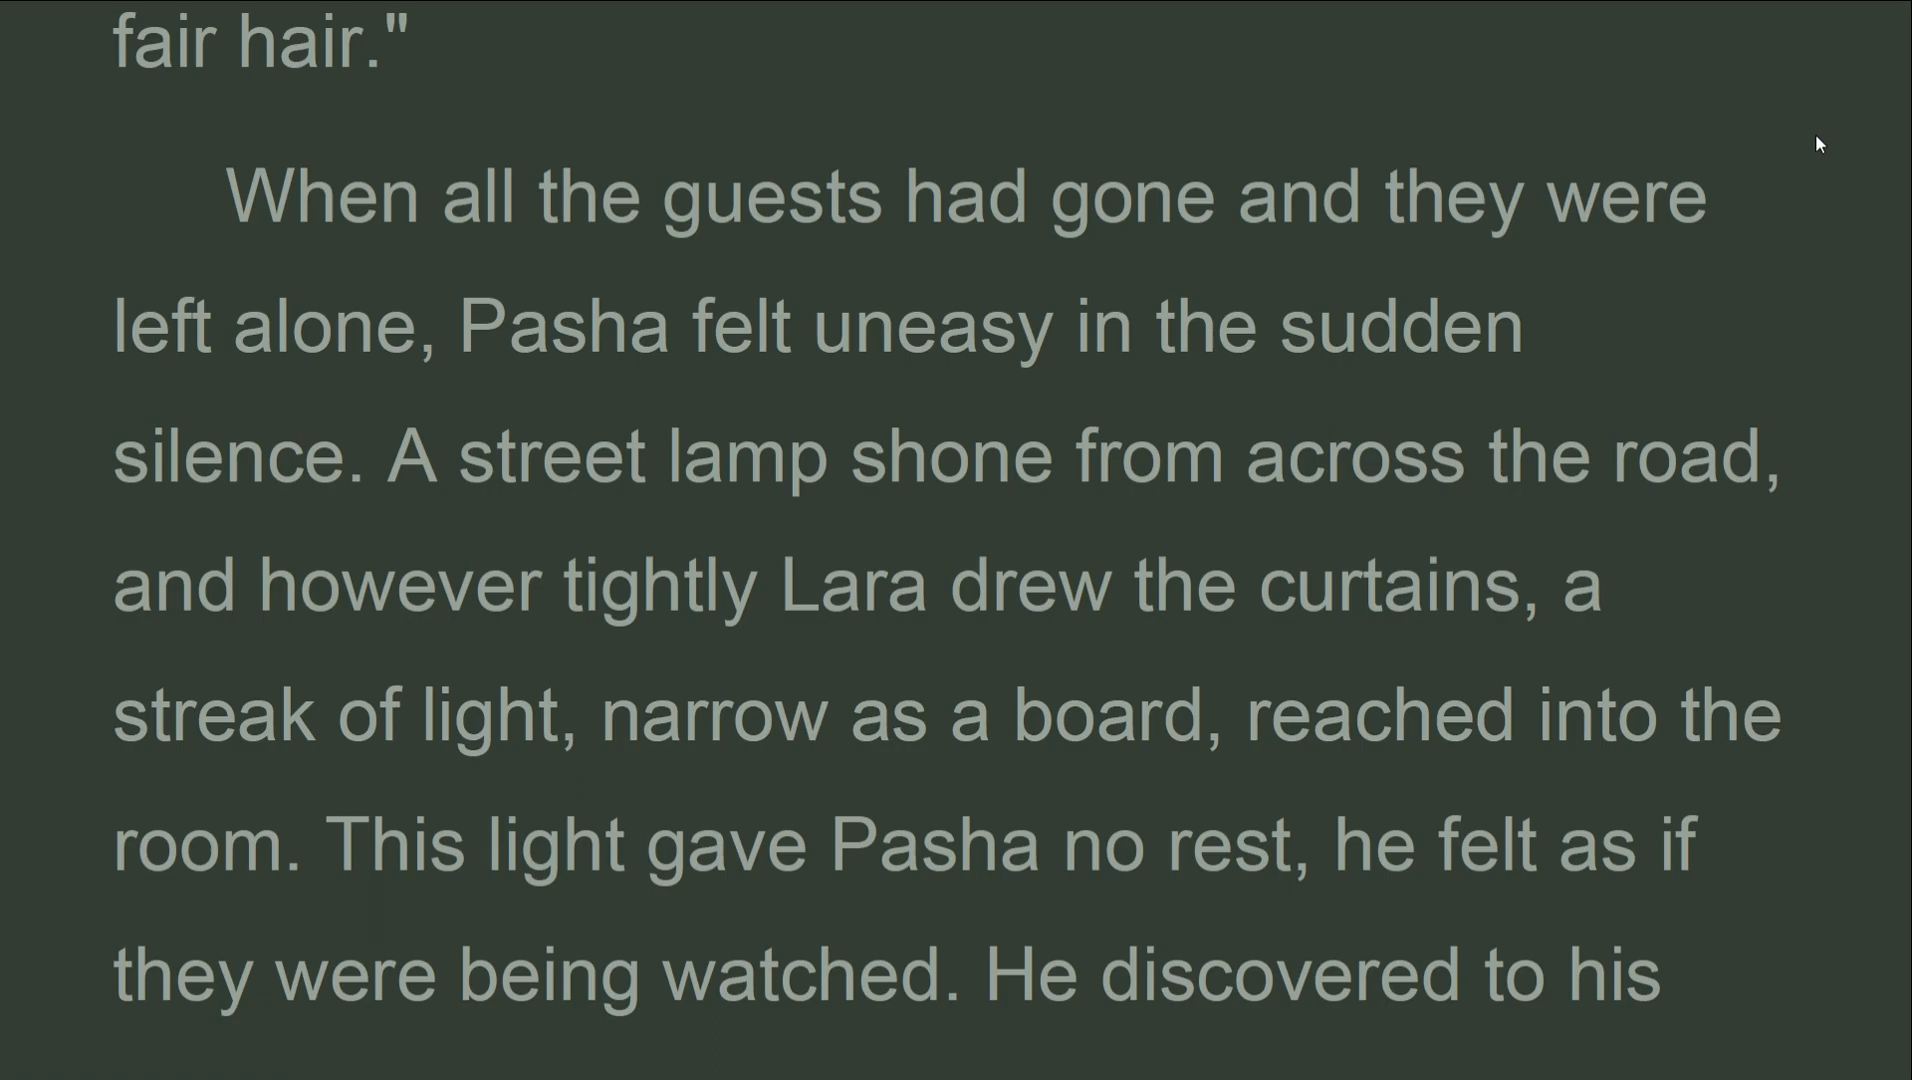 fair hair."
When all the guests had gone and they were
left alone, Pasha felt uneasy in the sudden
silence. A street lamp shone from across the road,
and however tightly Lara drew the curtains, a
streak of light, narrow as a board, reached into the
room. This light gave Pasha no rest, he felt as if
they were being watched. He discovered to his